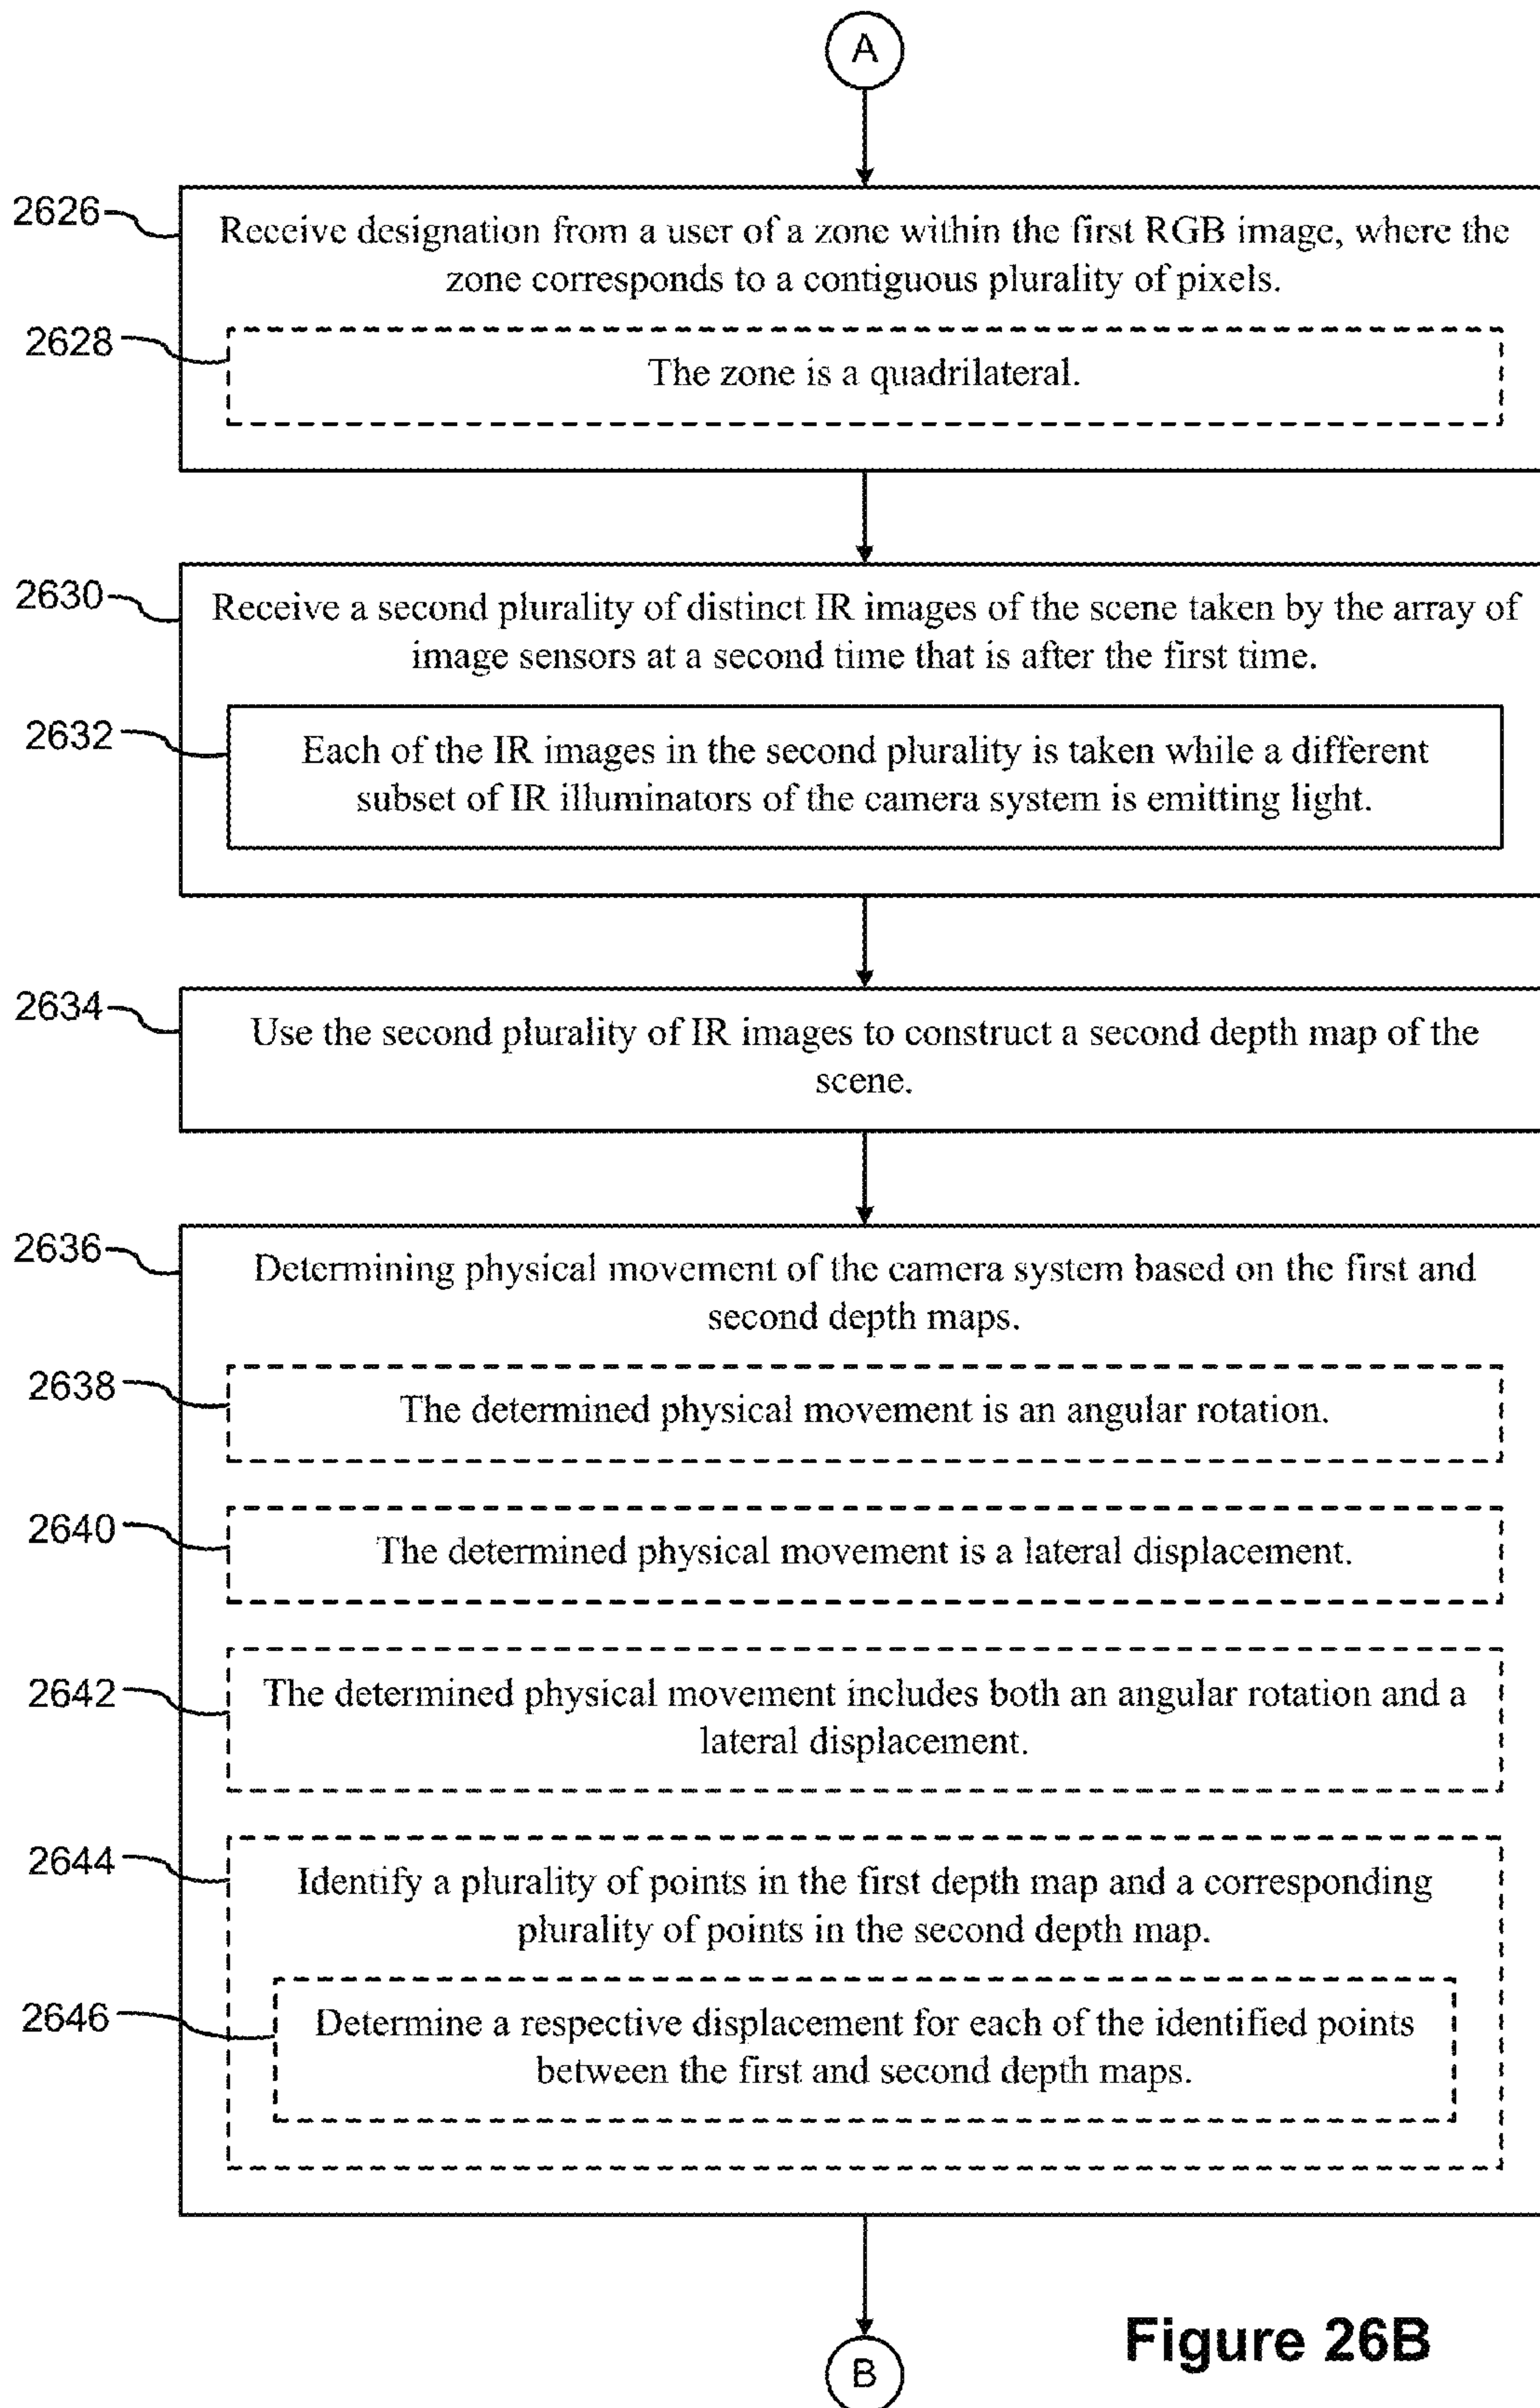 A
2626
Receive designation from a user of a zone within the first RGB image, where the
zone corresponds to a contiguous plurality of pixels.
2628
The zone is a quadrilateral.
2630
Receive a second plurality of distinct IR images of the scene taken by the array of
image sensors at a second time that is after the first time.
2632
Each of the IR images in the second plurality is taken while a different
subset of IR illuminators of the camera system is emitting light.
2634
Use the second plurality of IR images to construct a second depth map of the
scene.
2636
Determining physical movement of the camera system based on the first and
second depth maps.
2638
The determined physical movement is an angular rotation.
2640
The determined physical movement is a lateral displacement.
2642
The determined physical movement includes both an angular rotation and a
lateral displacement.
2644
Identify a plurality of points in the first depth map and a corresponding
plurality of points in the second depth map.
2646
Determine a respective displacement for each of the identified points
between the first and second depth maps.
Figure 26B
B